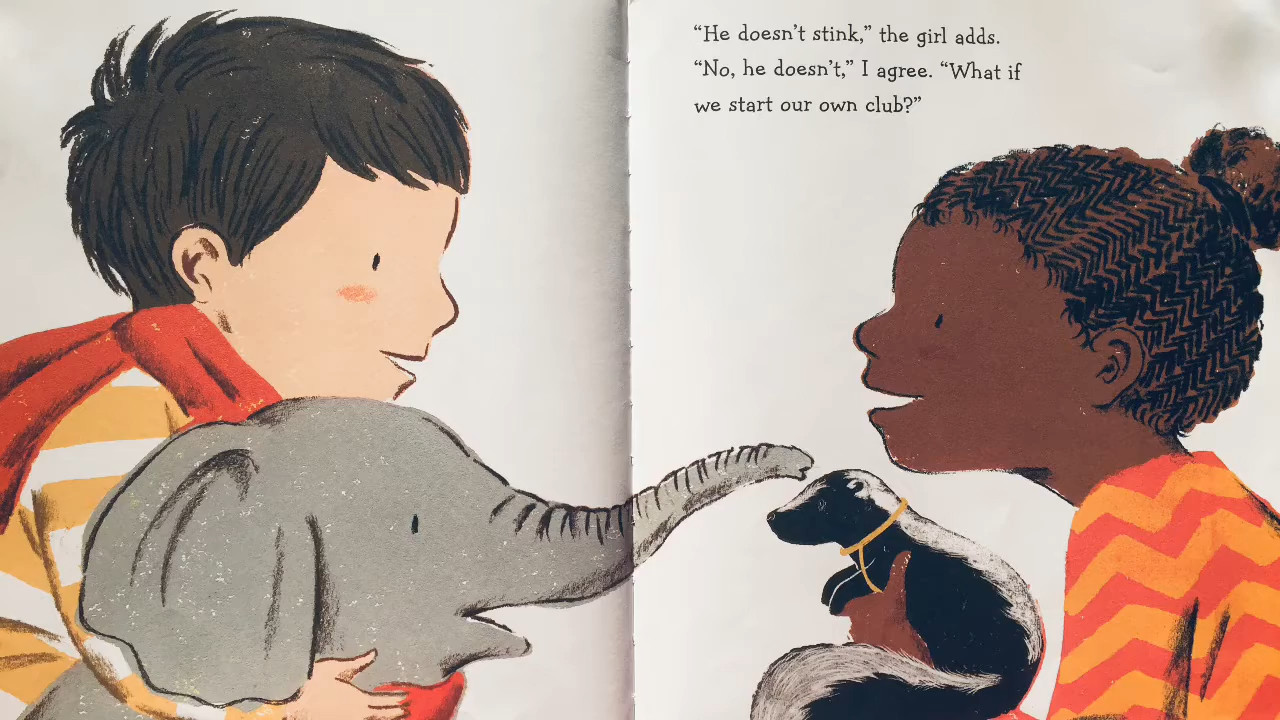 “He doesn’t stink,” the girl adds.
“No, he doesn’t,” I agree. “What if
we start our own club?”